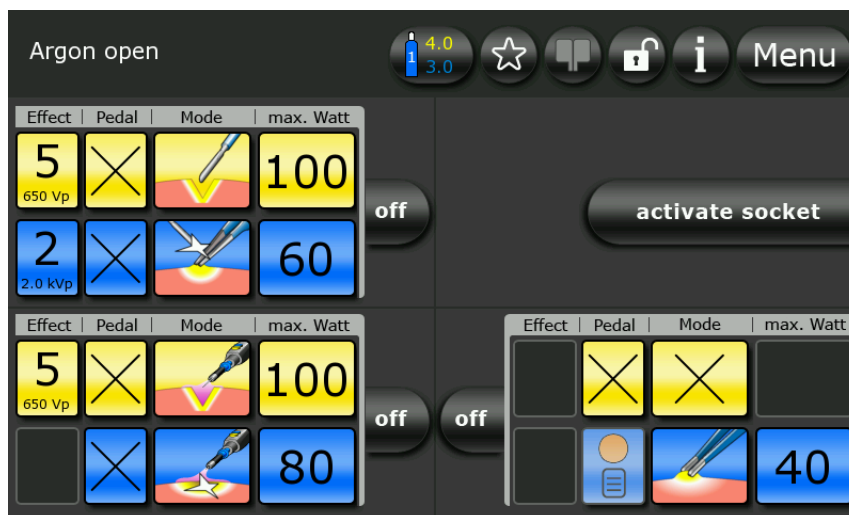 Argon open
1 4.0 3.0 i Menu
Effect | Pedal | Mode | max. Watt
5 100
650 Vp
off
activate socket
2 60
2.0 kVp
Effect | Pedal | Mode | max. Watt
5 100
650 Vp
off
80
Effect | Pedal | Mode | max. Watt
off
40